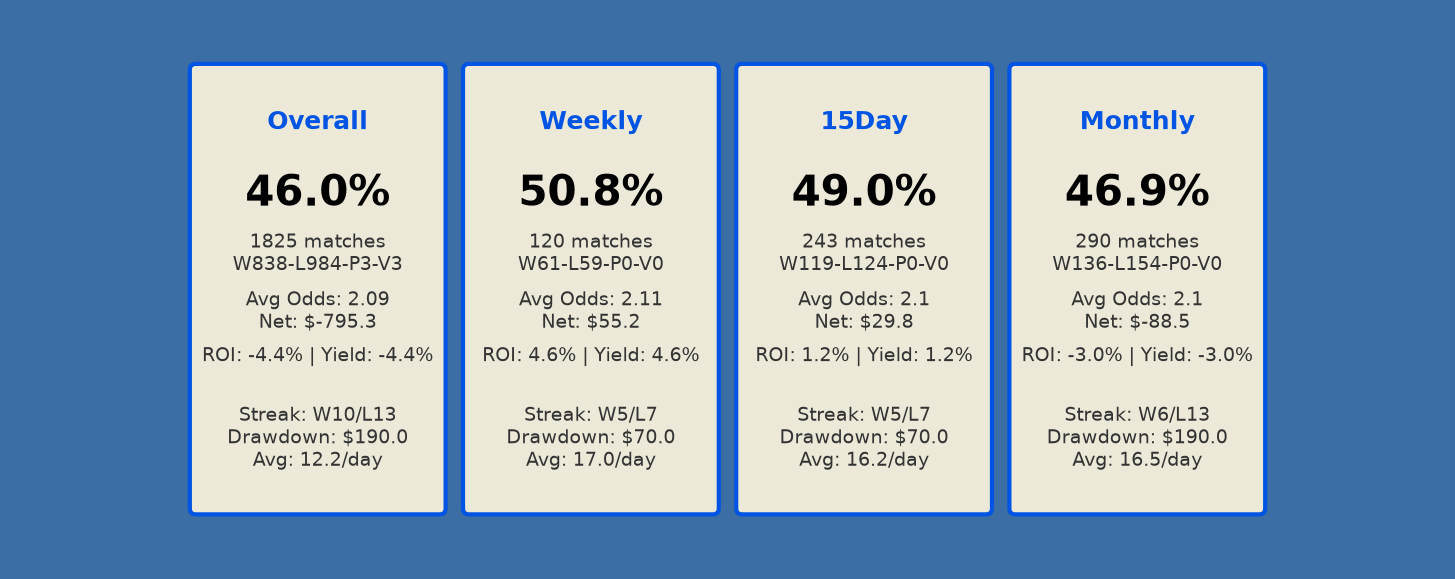 Overall
46.0%
1825 matches
W838-L984-P3-V3
Avg Odds: 2.09
Net: $-795.3
ROI: -4.4% | Yield: -4.4%
Streak: W10/L13
Drawdown: $190.0
Avg: 12.2/day
Weekly
50.8%
120 matches
W61-L59-P0-V0
Avg Odds: 2.11
Net: $55.2
ROI: 4.6% | Yield: 4.6%
Streak: W5/L7
Drawdown: $70.0
Avg: 17.0/day
15Day
49.0%
243 matches
W119-L124-P0-V0
Avg Odds: 2.1
Net: $29.8
ROI: 1.2% | Yield: 1.2%
Streak: W5/L7
Drawdown: $70.0
Avg: 16.2/day
Monthly
46.9%
290 matches
W136-L154-P0-V0
Avg Odds: 2.1
Net: $-88.5
ROI: -3.0% | Yield: -3.0%
Streak: W6/L13
Drawdown: $190.0
Avg: 16.5/day